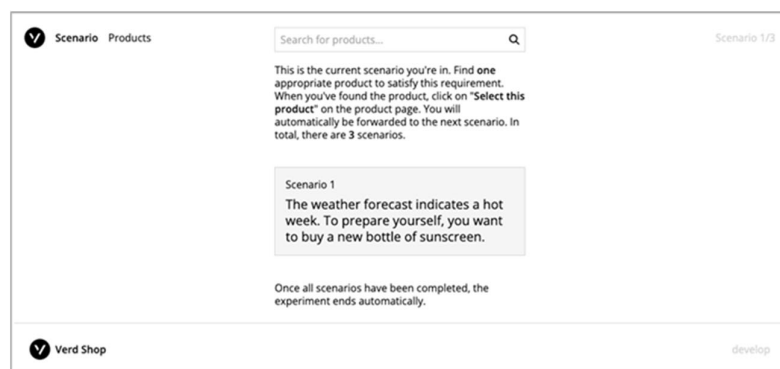 Scenario Products
Search for products...
Scenario 1/3
This is the current scenario you're in. Find one
appropriate product to satisfy this requirement.
When you've found the product, click on "Select this
product" on the product page. You will
automatically be forwarded to the next scenario. In
total, there are 3 scenarios.
Scenario 1
The weather forecast indicates a hot
week. To prepare yourself, you want
to buy a new bottle of sunscreen.
Once all scenarios have been completed, the
experiment ends automatically.
Verd Shop
develop